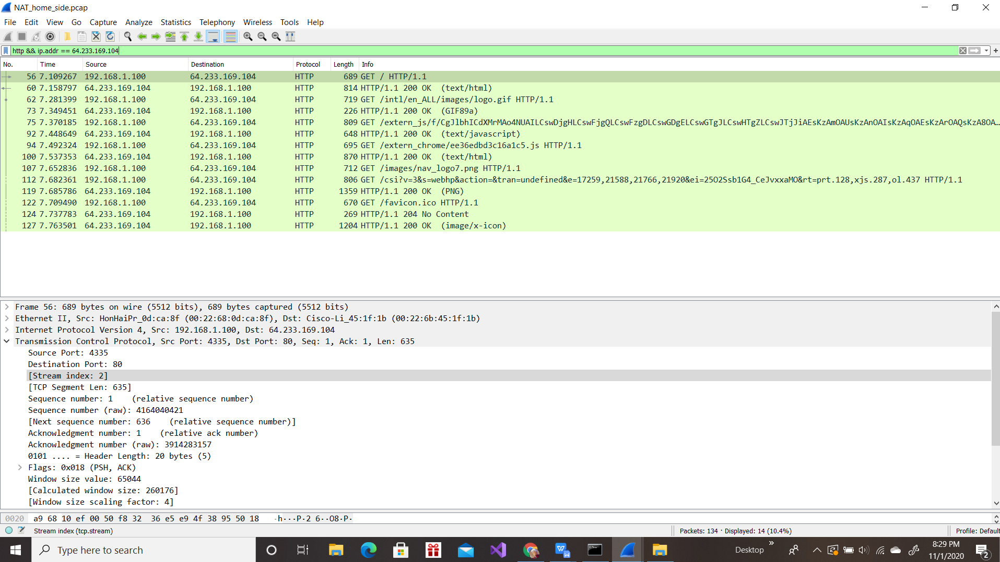 NAT_home_side.pcap
File Edit View Go Capture Analyze Statistics Telephony Wireless Tools Help
http && ip.addr == 64.233.169.104
No. Time Source Destination Protocol Length Info
56 7.109267 192.168.1.100 64.233.169.104 HTTP 689 GET / HTTP/1.1
60 7.158797 64.233.169.104 192.168.1.100 HTTP 814 HTTP/1.1 200 OK (text/html)
62 7.281399 192.168.1.100 64.233.169.104 HTTP 719 GET /intl/en_ALL/images/logo.gif HTTP/1.1
73 7.349451 64.233.169.104 192.168.1.100 HTTP 226 HTTP/1.1 200 OK (GIF89a)
75 7.370185 192.168.1.100 64.233.169.104 HTTP 809 GET /extern_js/f/CgJlbhICdXMrMAo4NUAILCswDjgHLCswFjgQLCswFzgDLCswGDgELCswGTgJLCswHTgZLCswJTjJiAEsKzAmOAUsKzAnOAIsKzAqOAEsKzArOAQsKzA8OA…
92 7.448649 64.233.169.104 192.168.1.100 HTTP 648 HTTP/1.1 200 OK (text/javascript)
94 7.492324 192.168.1.100 64.233.169.104 HTTP 695 GET /extern_chrome/ee36edbd3c16a1c5.js HTTP/1.1
100 7.537353 64.233.169.104 192.168.1.100 HTTP 870 HTTP/1.1 200 OK (text/html)
107 7.652836 192.168.1.100 64.233.169.104 HTTP 712 GET /images/nav_logo7.png HTTP/1.1
112 7.682361 192.168.1.100 64.233.169.104 HTTP 806 GET /csi?v=3&s=webhp&action=&tran=undefined&e=17259,21588,21766,21920&ei=25O2Ssb1G4_CeJvxxaMO&rt=prt.128,xjs.287,ol.437 HTTP/1.1
119 7.685786 64.233.169.104 192.168.1.100 HTTP 1359 HTTP/1.1 200 OK (PNG)
122 7.709490 192.168.1.100 64.233.169.104 HTTP 670 GET /favicon.ico HTTP/1.1
124 7.737783 64.233.169.104 192.168.1.100 HTTP 269 HTTP/1.1 204 No Content
127 7.763501 64.233.169.104 192.168.1.100 HTTP 1204 HTTP/1.1 200 OK (image/x-icon)
Frame 56: 689 bytes on wire (5512 bits), 689 bytes captured (5512 bits)
Ethernet II, Src: HonHaiPr_0d:ca:8f (00:22:68:0d:ca:8f), Dst: Cisco-Li_45:1f:1b (00:22:6b:45:1f:1b)
Internet Protocol Version 4, Src: 192.168.1.100, Dst: 64.233.169.104
Transmission Control Protocol, Src Port: 4335, Dst Port: 80, Seq: 1, Ack: 1, Len: 635
Source Port: 4335
Destination Port: 80
[Stream index: 2]
[TCP Segment Len: 635]
Sequence number: 1 (relative sequence number)
Sequence number (raw): 4164040421
[Next sequence number: 636 (relative sequence number)]
Acknowledgment number: 1 (relative ack number)
Acknowledgment number (raw): 3914283157
0101 .... = Header Length: 20 bytes (5)
Flags: 0x018 (PSH, ACK)
Window size value: 65044
[Calculated window size: 260176]
[Window size scaling factor: 4]
0020 a9 68 10 ef 00 50 f8 32 36 e5 e9 4f 38 95 50 18 ·h···P·2 6··O8·P·
Stream index (tcp.stream) Packets: 134 · Displayed: 14 (10.4%) Profile: Default
Type here to search Desktop » 8:29 PM
11/1/2020 2